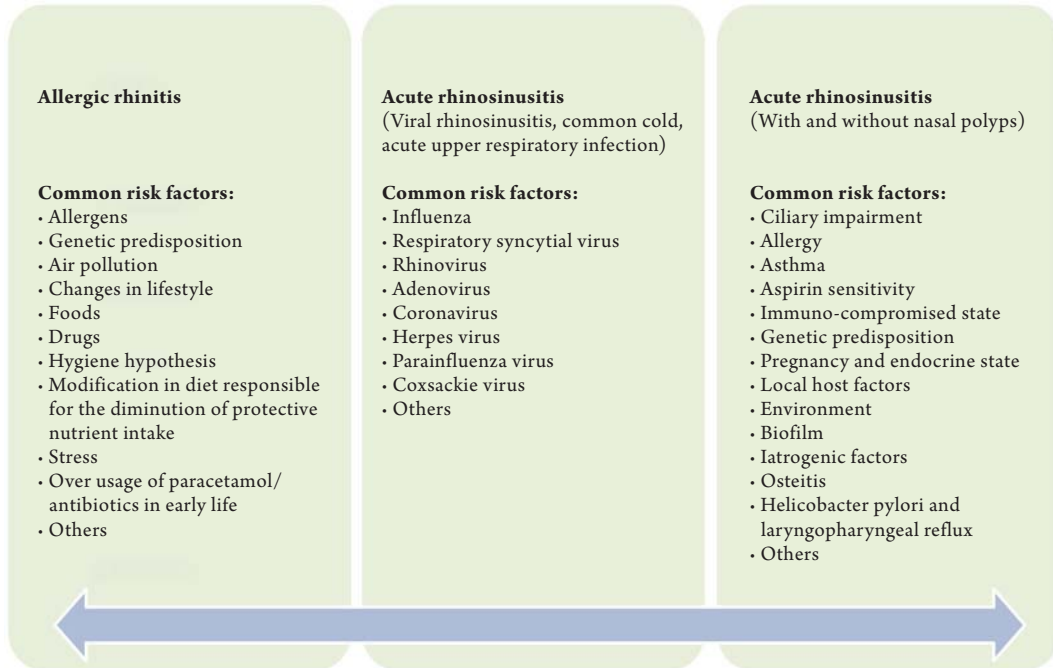 Allergic rhinitis
Common risk factors:
· Allergens
· Genetic predisposition
· Air pollution
· Changes in lifestyle
· Foods
· Drugs
· Hygiene hypothesis
· Modification in diet responsible
for the diminution of protective
nutrient intake
· Stress
· Over usage of paracetamol/
antibiotics in early life
· Others
Acute rhinosinusitis
(Viral rhinosinusitis, common cold,
acute upper respiratory infection)
Common risk factors:
· Influenza
· Respiratory syncytial virus
· Rhinovirus
· Adenovirus
· Coronavirus
· Herpes virus
· Parainfluenza virus
· Coxsackie virus
· Others
Acute rhinosinusitis
(With and without nasal polyps)
Common risk factors:
· Ciliary impairment
· Allergy
· Asthma
· Aspirin sensitivity
· Immuno-compromised state
· Genetic predisposition
· Pregnancy and endocrine state
· Local host factors
· Environment
· Biofilm
· Iatrogenic factors
· Osteitis
· Helicobacter pylori and
laryngopharyngeal reflux
· Others